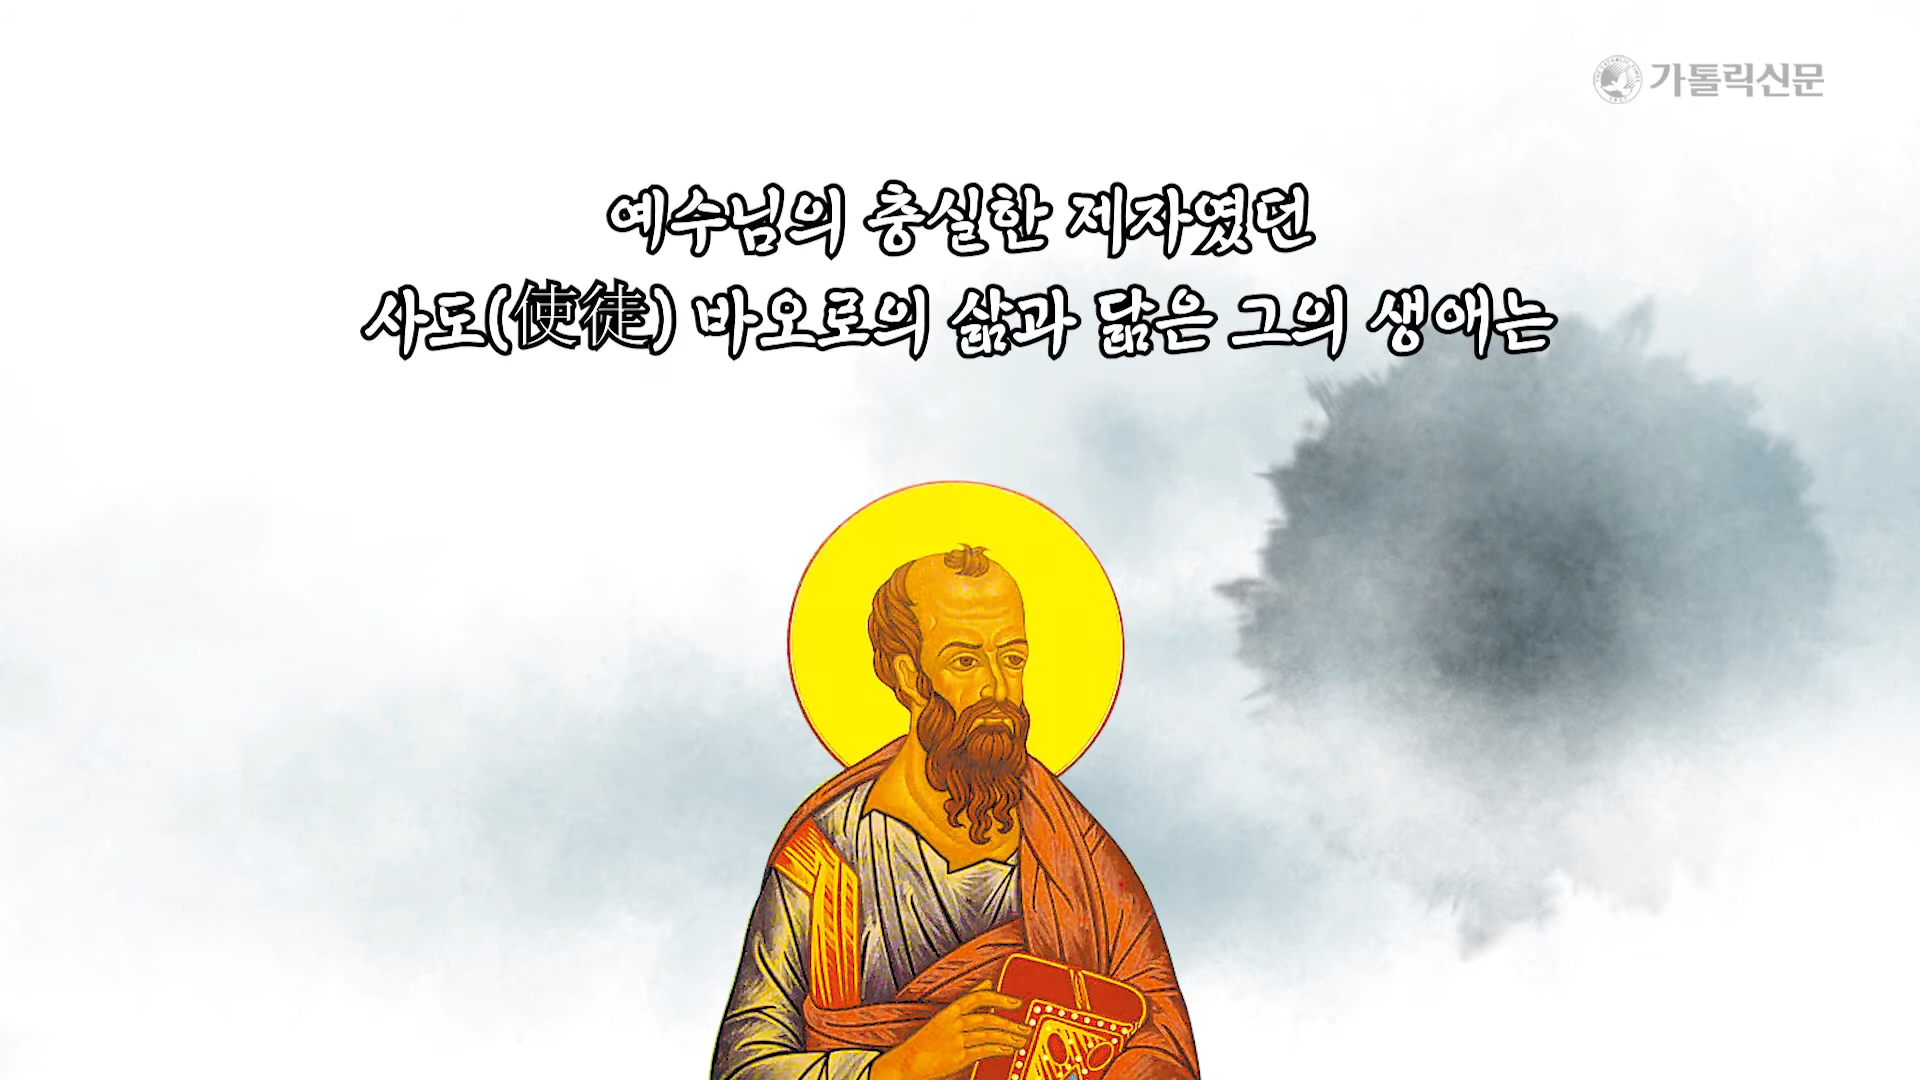 가톨릭신문
예수님의 충실한 제자였던
사도(使徒) 바오로의 삶과 닮은 그의 생애는